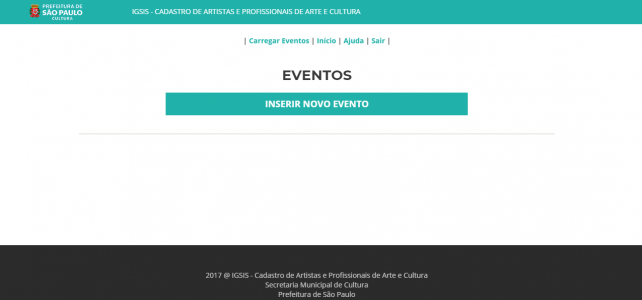 PREFEITURA DE
SÃO PAULO
CULTURA
IGSIS - CADASTRO DE ARTISTAS E PROFISSIONAIS DE ARTE E CULTURA
| Carregar Eventos | Início | Ajuda | Sair |
EVENTOS
INSERIR NOVO EVENTO
2017 @ IGSIS - Cadastro de Artistas e Profissionais de Arte e Cultura
Secretaria Municipal de Cultura
Prefeitura de São Paulo